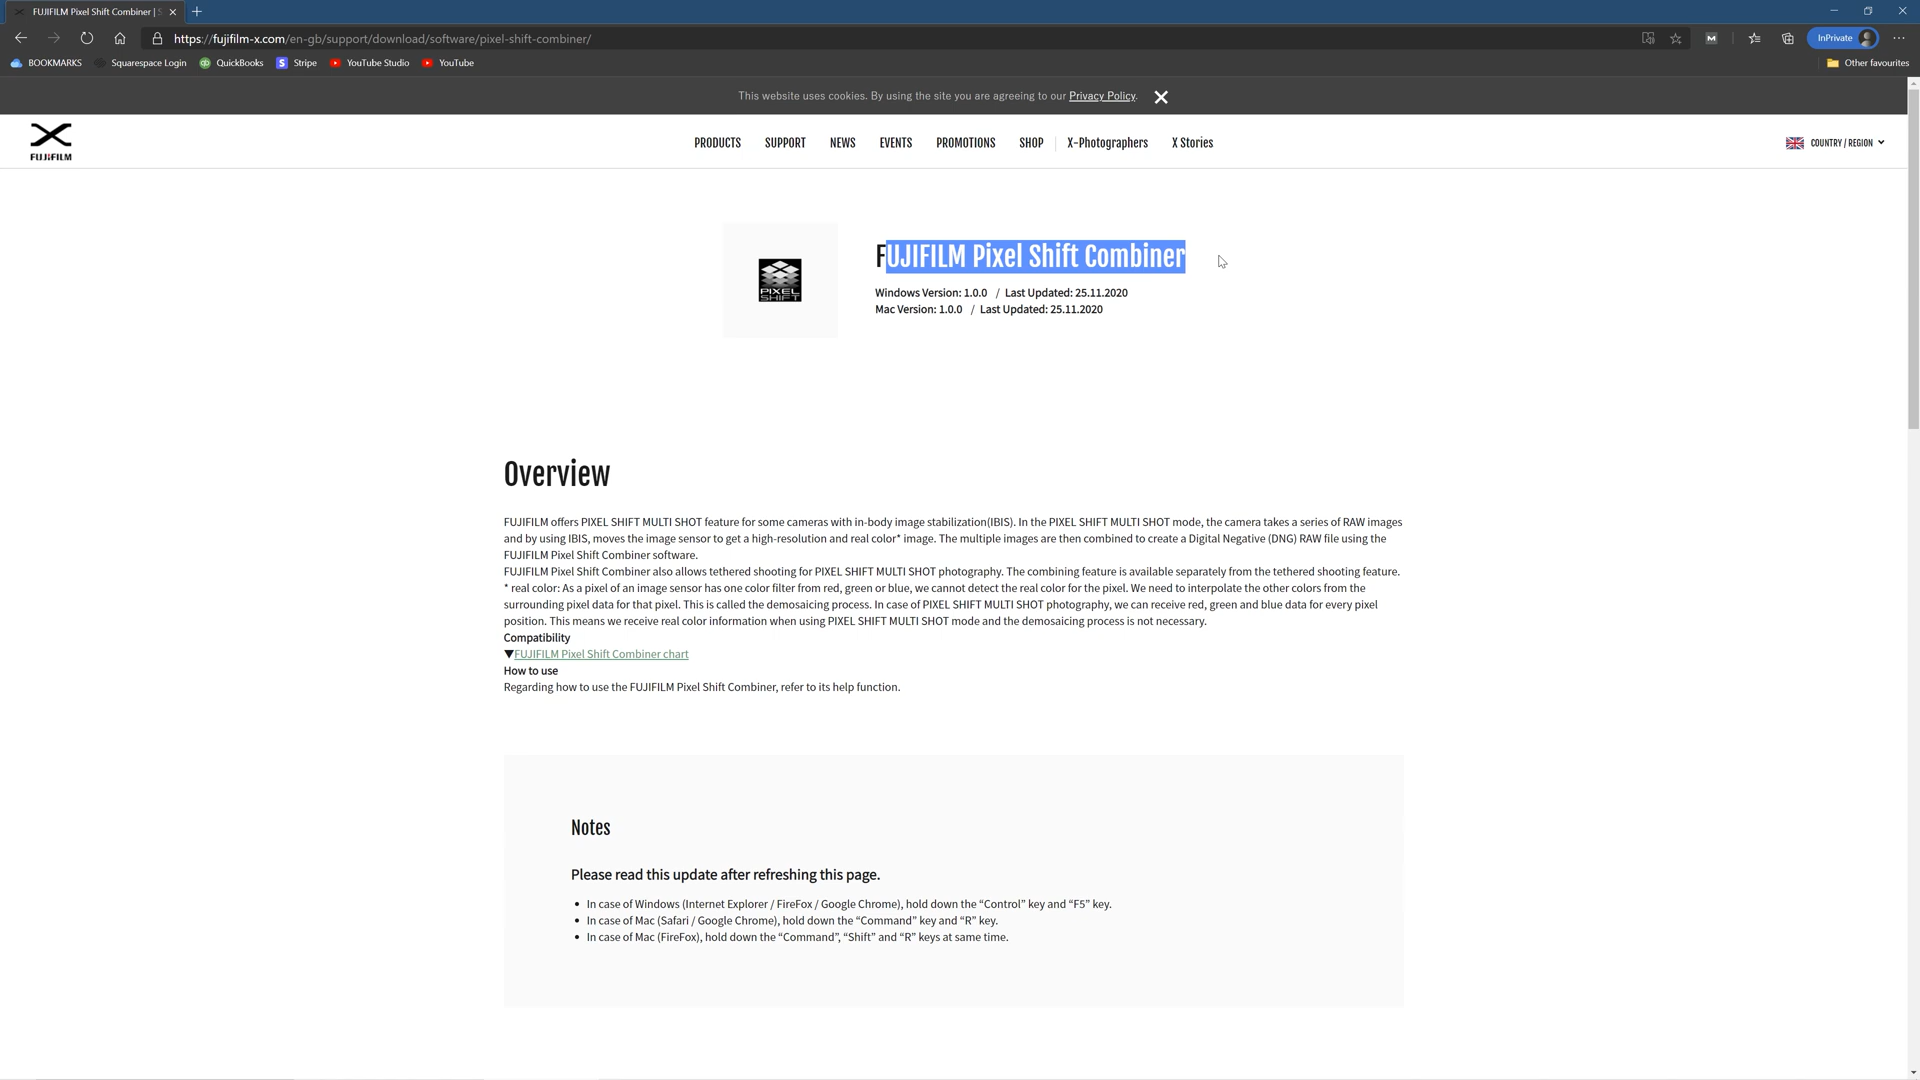 FUJIFILM Pixel Shift Combiner |
https://fujifilm-x.com/en-gb/support/download/software/pixel-shift-combiner/
InPrivate
BOOKMARKS
Squarespace Login
qb QuickBooks
S Stripe
YouTube Studio
YouTube
Other favourites
This website uses cookies. By using the site you are agreeing to our Privacy Policy.
FUJIFILM
PRODUCTS
SUPPORT
NEWS
EVENTS
PROMOTIONS
SHOP
X-Photographers
X Stories
COUNTRY / REGION
PIXEL
SHIFT
FUJIFILM Pixel Shift Combiner
Windows Version: 1.0.0 / Last Updated: 25.11.2020
Mac Version: 1.0.0 / Last Updated: 25.11.2020
Overview
FUJIFILM offers PIXEL SHIFT MULTI SHOT feature for some cameras with in-body image stabilization(IBIS). In the PIXEL SHIFT MULTI SHOT mode, the camera takes a series of RAW images
and by using IBIS, moves the image sensor to get a high-resolution and real color* image. The multiple images are then combined to create a Digital Negative (DNG) RAW file using the
FUJIFILM Pixel Shift Combiner software.
FUJIFILM Pixel Shift Combiner also allows tethered shooting for PIXEL SHIFT MULTI SHOT photography. The combining feature is available separately from the tethered shooting feature.
* real color: As a pixel of an image sensor has one color filter from red, green or blue, we cannot detect the real color for the pixel. We need to interpolate the other colors from the
surrounding pixel data for that pixel. This is called the demosaicing process. In case of PIXEL SHIFT MULTI SHOT photography, we can receive red, green and blue data for every pixel
position. This means we receive real color information when using PIXEL SHIFT MULTI SHOT mode and the demosaicing process is not necessary.
Compatibility
▼FUJIFILM Pixel Shift Combiner chart
How to use
Regarding how to use the FUJIFILM Pixel Shift Combiner, refer to its help function.
Notes
Please read this update after refreshing this page.
• In case of Windows (Internet Explorer / FireFox / Google Chrome), hold down the “Control” key and “F5” key.
• In case of Mac (Safari / Google Chrome), hold down the “Command” key and “R” key.
• In case of Mac (FireFox), hold down the “Command”, “Shift” and “R” keys at same time.